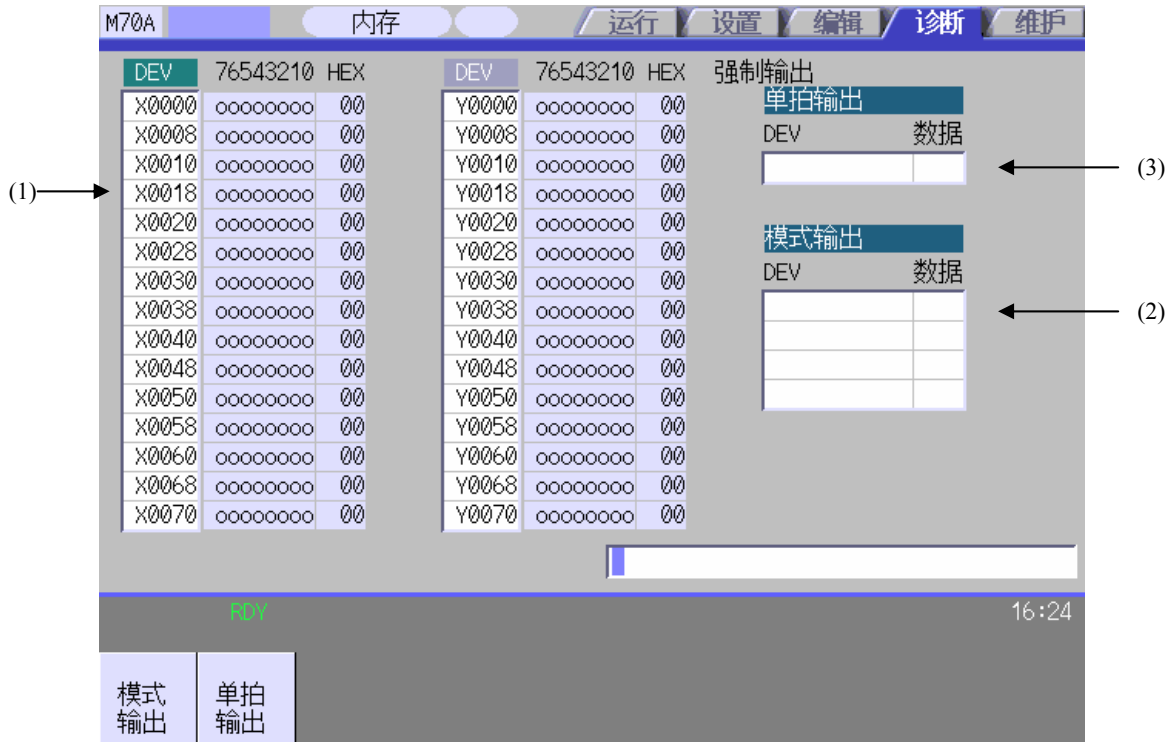 M70A 内存 运行 设置 编辑 诊断 维护
DEV 76543210 HEX DEV 76543210 HEX 强制输出
X0000 oooooooo 00 Y0000 oooooooo 00 单拍输出
X0008 oooooooo 00 Y0008 oooooooo 00 DEV 数据
X0010 oooooooo 00 Y0010 oooooooo 00 (3)
(1) X0018 oooooooo 00 Y0018 oooooooo 00
X0020 oooooooo 00 Y0020 oooooooo 00 模式输出
X0028 oooooooo 00 Y0028 oooooooo 00
X0030 oooooooo 00 Y0030 oooooooo 00 DEV 数据
X0038 oooooooo 00 Y0038 oooooooo 00 (2)
X0040 oooooooo 00 Y0040 oooooooo 00
X0048 oooooooo 00 Y0048 oooooooo 00
X0050 oooooooo 00 Y0050 oooooooo 00
X0058 oooooooo 00 Y0058 oooooooo 00
X0060 oooooooo 00 Y0060 oooooooo 00
X0068 oooooooo 00 Y0068 oooooooo 00
X0070 oooooooo 00 Y0070 oooooooo 00
RDY 16:24
模式 单拍
输出 输出